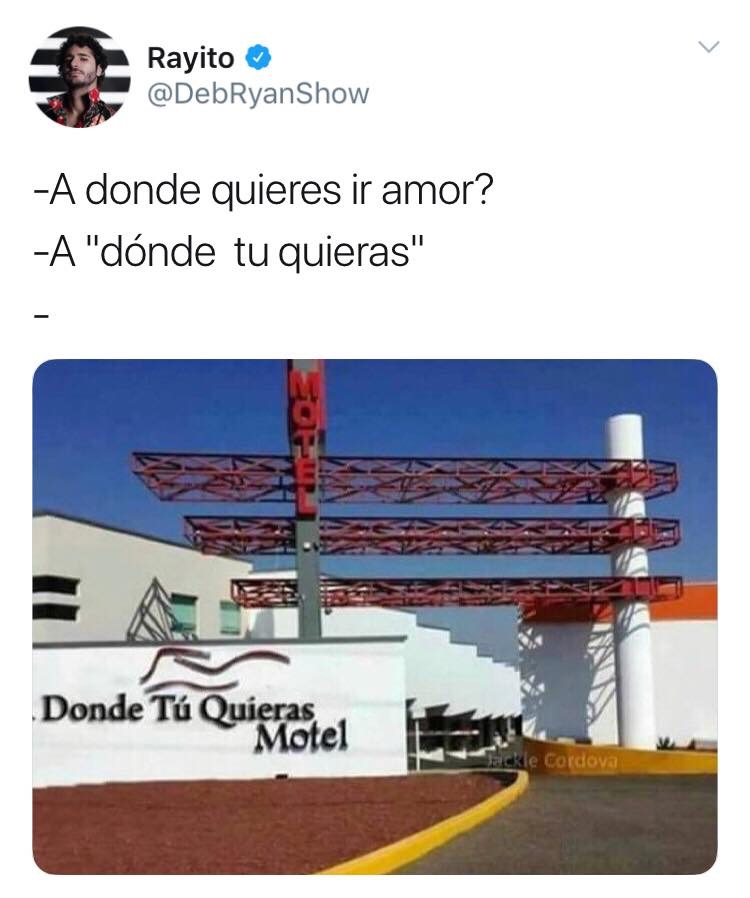 Rayito
@DebRyanShow
-A donde quieres ir amor?
-A "dónde tu quieras"
-
MOTEL
Donde Tú Quieras
Motel
Jackie Cordova